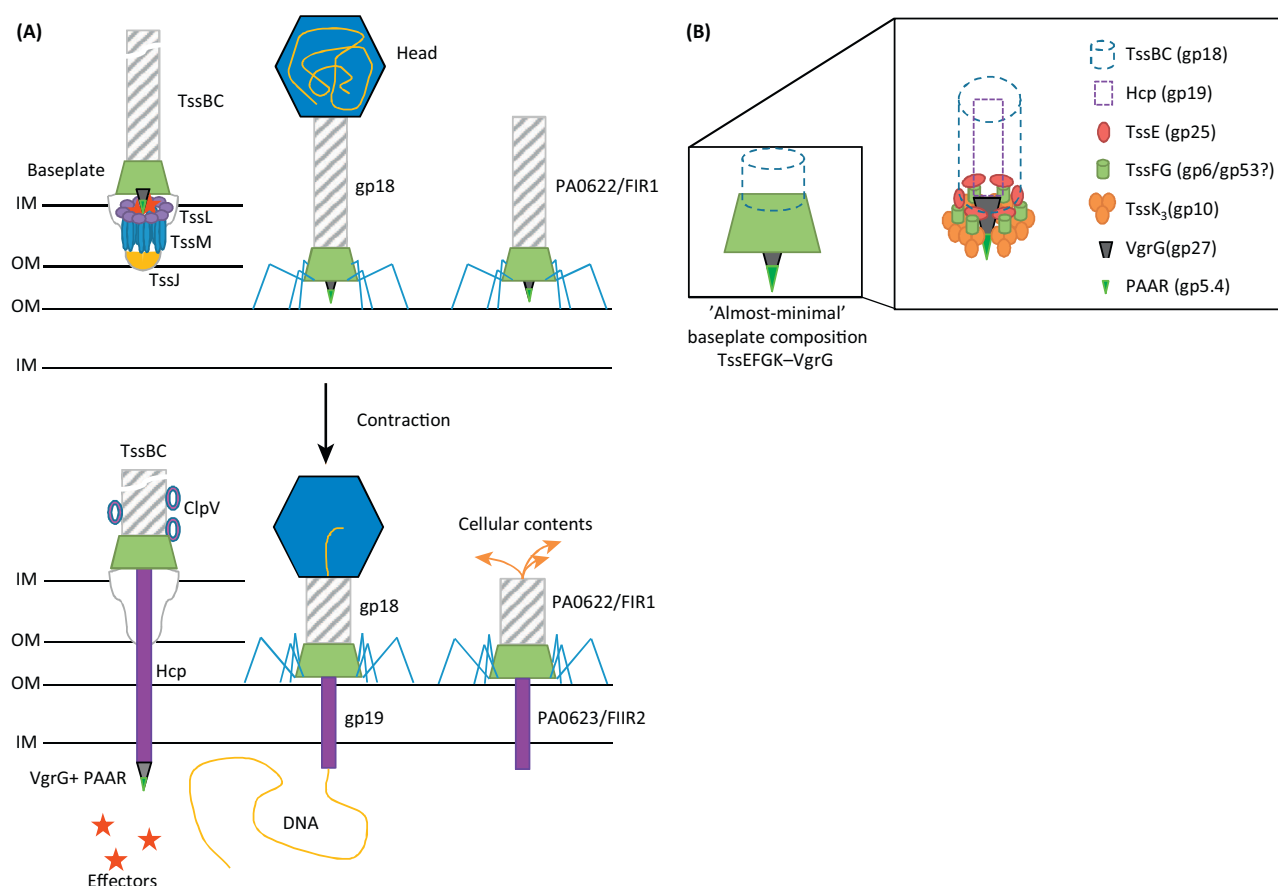 (A)
TssBC
Head
Baseplate
gp18
PA0622/FIR1
IM
TssL
TssM
OM
TssJ
OM
IM
Contraction
TssBC
ClpV
Cellular contents
IM
gp18
PA0622/FIR1
OM
Hcp
OM
gp19
PA0623/FIIR2
IM
VgrG+ PAAR
DNA
Effectors
(B)
'Almost-minimal'
baseplate composition
TssEFGK–VgrG
TssBC (gp18)
Hcp (gp19)
TssE (gp25)
TssFG (gp6/gp53?)
TssK₃(gp10)
VgrG(gp27)
PAAR (gp5.4)